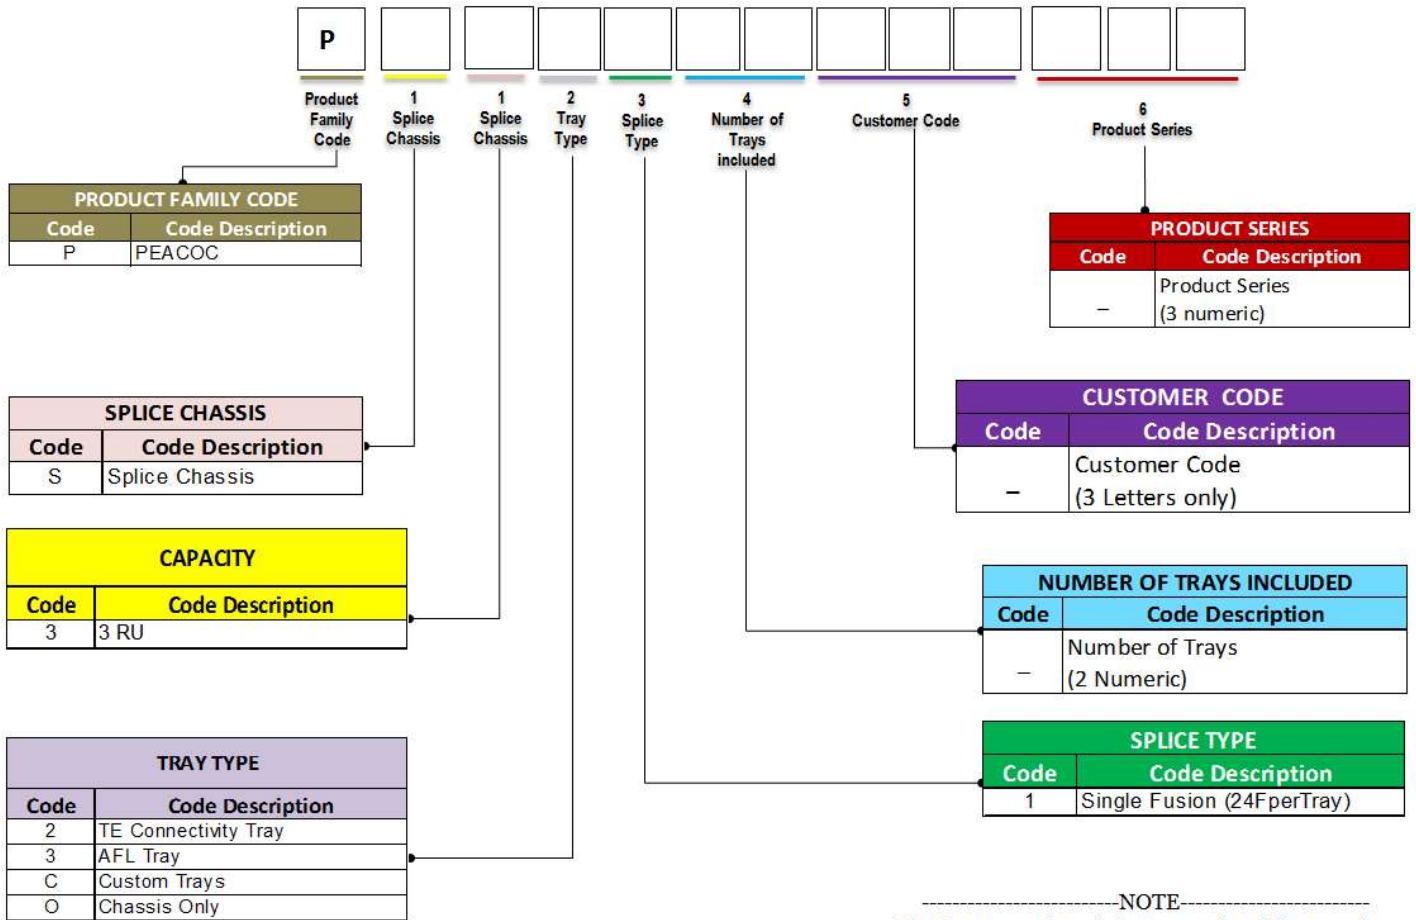 P
Product Family Code
1 Splice Chassis
1 Splice Chassis
2 Tray Type
3 Splice Type
4 Number of Trays included
5 Customer Code
6 Product Series
PRODUCT FAMILY CODE
Code Code Description
P PEACOC
PRODUCT SERIES
Code Code Description
_ Product Series
(3 numeric)
SPLICE CHASSIS
Code Code Description
S Splice Chassis
CUSTOMER CODE
Code Code Description
_ Customer Code
(3 Letters only)
CAPACITY
Code Code Description
3 3 RU
NUMBER OF TRAYS INCLUDED
Code Code Description
_ Number of Trays
(2 Numeric)
TRAY TYPE
Code Code Description
2 TE Connectivity Tray
3 AFL Tray
C Custom Trays
O Chassis Only
SPLICE TYPE
Code Code Description
1 Single Fusion (24FperTray)
--------------------------NOTE-------------------------